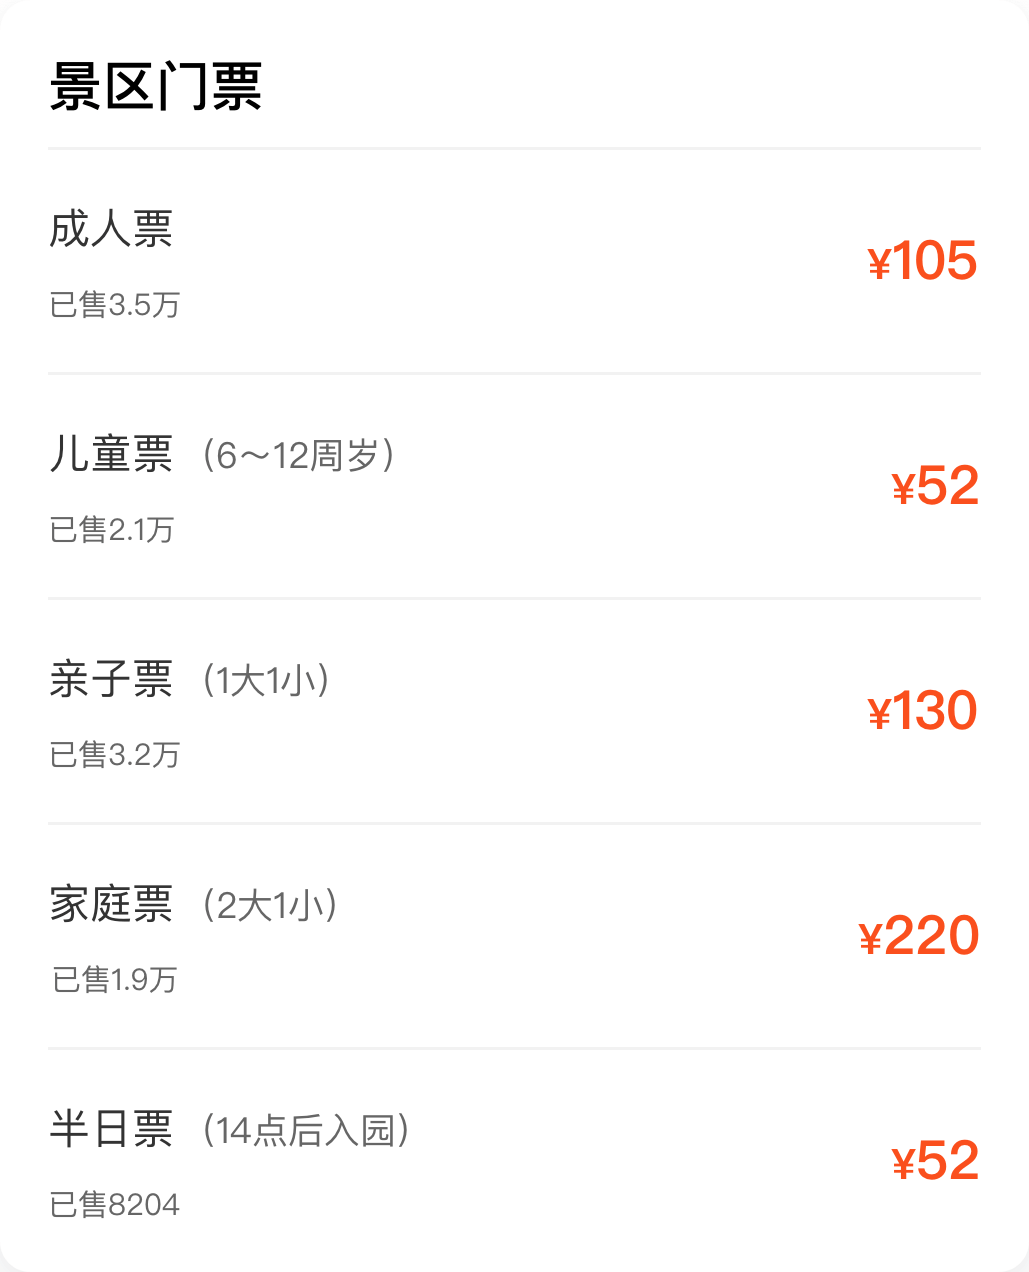 景区门票
成人票
¥105
已售3.5万
儿童票（6～12周岁）
¥52
已售2.1万
亲子票（1大1小）
¥130
已售3.2万
家庭票（2大1小）
¥220
已售1.9万
半日票（14点后入园）
¥52
已售8204